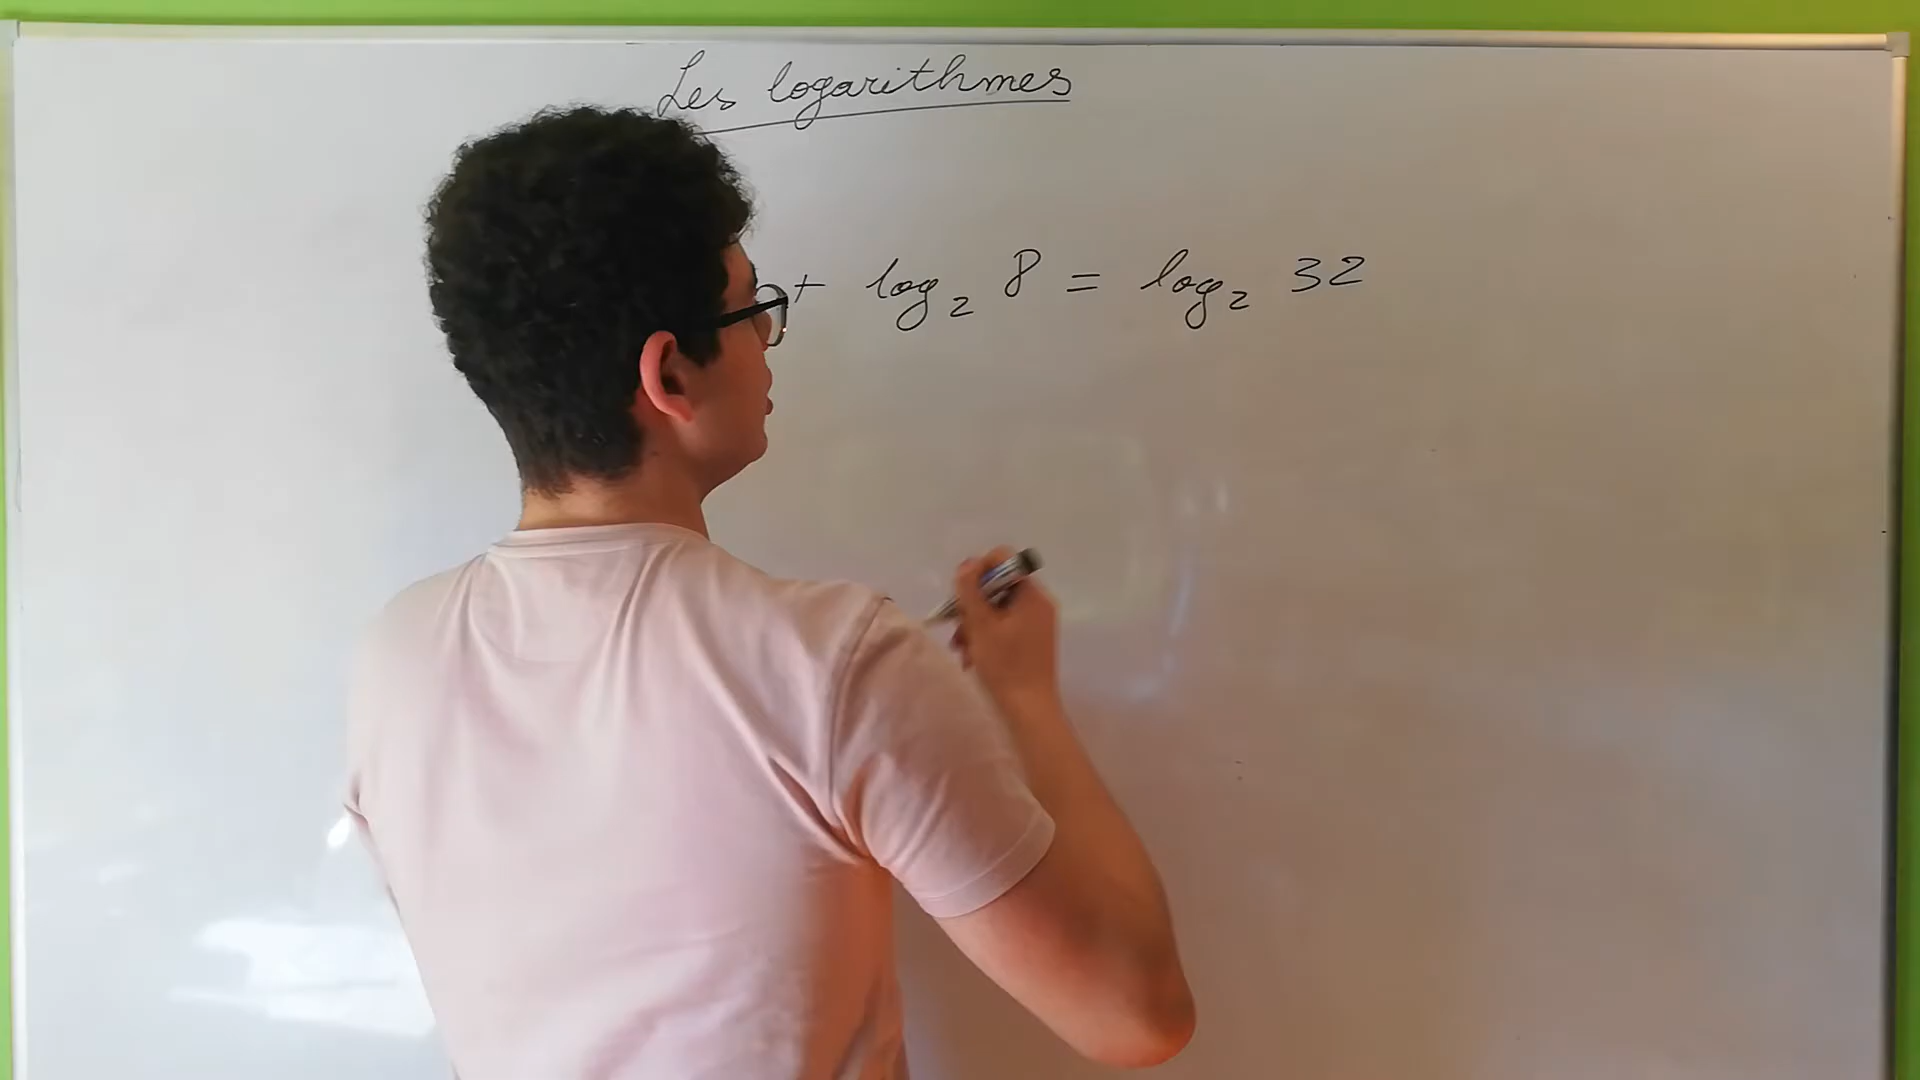 Les logarithmes
+ log₂ 8 = log₂ 32